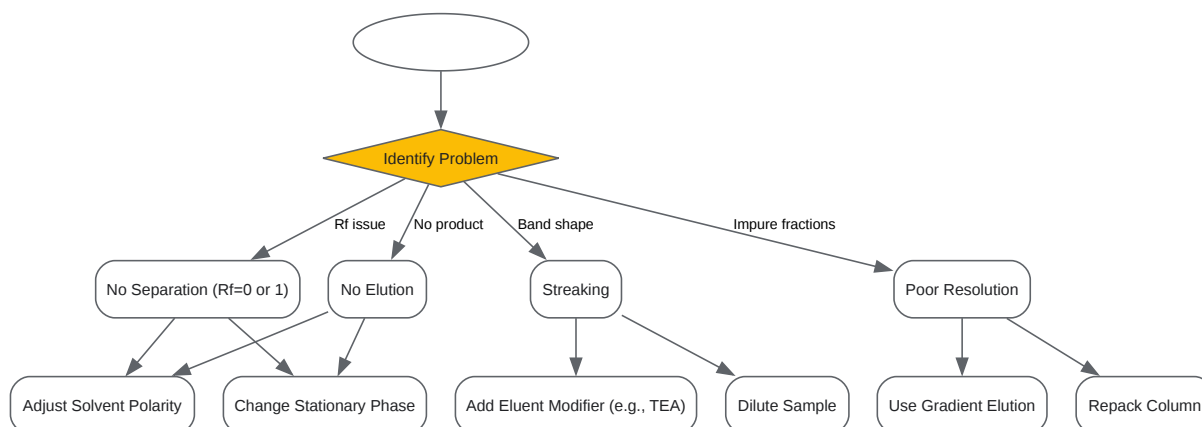 Identify Problem
Rf issue
No product
Band shape
Impure fractions
No Separation (Rf=0 or 1)
No Elution
Streaking
Poor Resolution
Adjust Solvent Polarity
Change Stationary Phase
Add Eluent Modifier (e.g., TEA)
Dilute Sample
Use Gradient Elution
Repack Column